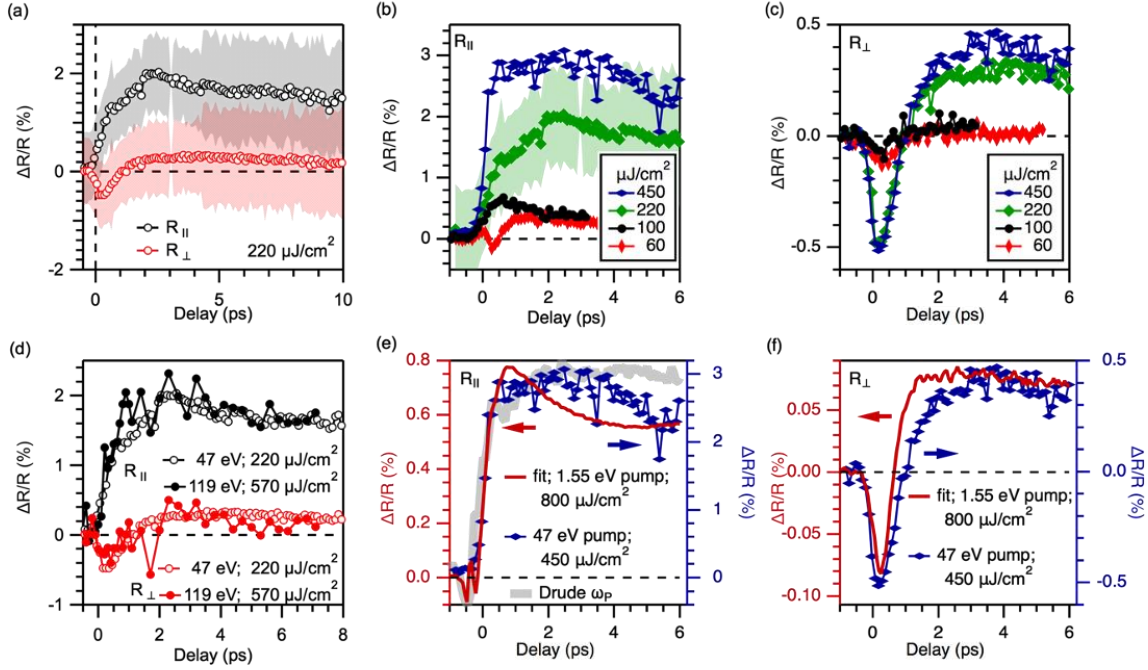 (a)
ΔR/R (%)
2
0
-2
0
5
10
Delay (ps)
R||
R⊥
220 μJ/cm²
(b)
R||
ΔR/R (%)
3
2
1
0
0
2
4
6
Delay (ps)
μJ/cm²
450
220
100
60
(c)
R⊥
ΔR/R (%)
0.5
0.0
-0.5
0
2
4
6
Delay (ps)
μJ/cm²
450
220
100
60
(d)
ΔR/R (%)
2
1
0
-1
0
2
4
6
8
Delay (ps)
R||
47 eV; 220 μJ/cm²
119 eV; 570 μJ/cm²
47 eV; 220 μJ/cm²
R⊥
119 eV; 570 μJ/cm²
(e)
R||
ΔR/R (%)
0.8
0.6
0.4
0.2
0.0
3
2
1
0
ΔR/R (%)
fit; 1.55 eV pump;
800 μJ/cm²
47 eV pump;
450 μJ/cm²
Drude ωP
0
2
4
6
Delay (ps)
(f)
R⊥
ΔR/R (%)
0.05
0.00
-0.05
-0.10
0.5
0.0
-0.5
ΔR/R (%)
fit; 1.55 eV pump;
800 μJ/cm²
47 eV pump;
450 μJ/cm²
0
2
4
6
Delay (ps)